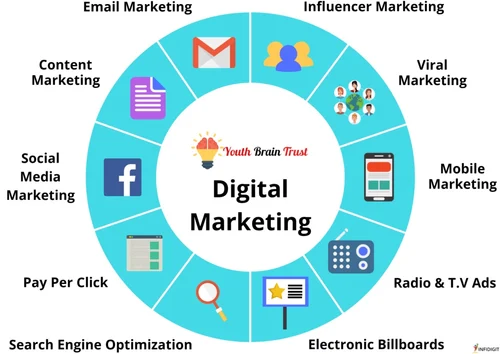 Email Marketing
Influencer Marketing
Content
Marketing
Viral
Marketing
Youth Brain Trust
Digital
Marketing
Social
Media
Marketing
Mobile
Marketing
Pay Per Click
Radio & T.V Ads
Search Engine Optimization
Electronic Billboards
INFIDIGIT